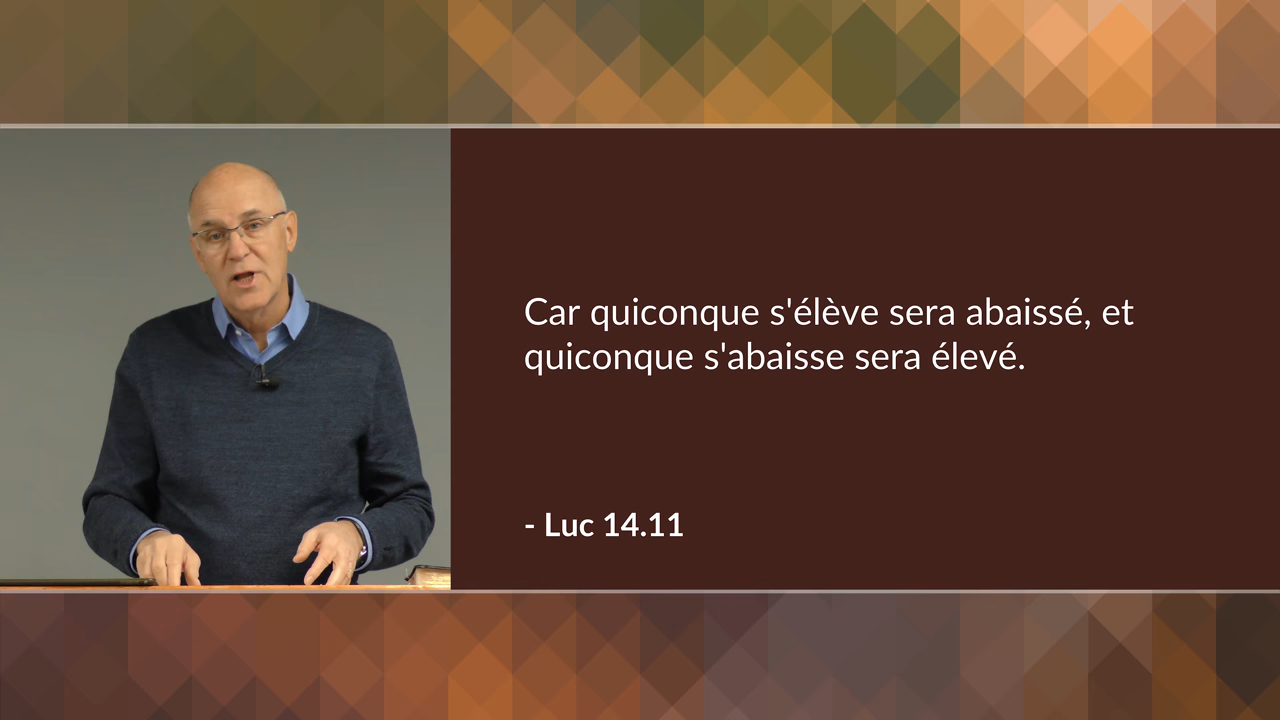 Car quiconque s'élève sera abaissé, et
quiconque s'abaisse sera élevé.
- Luc 14.11